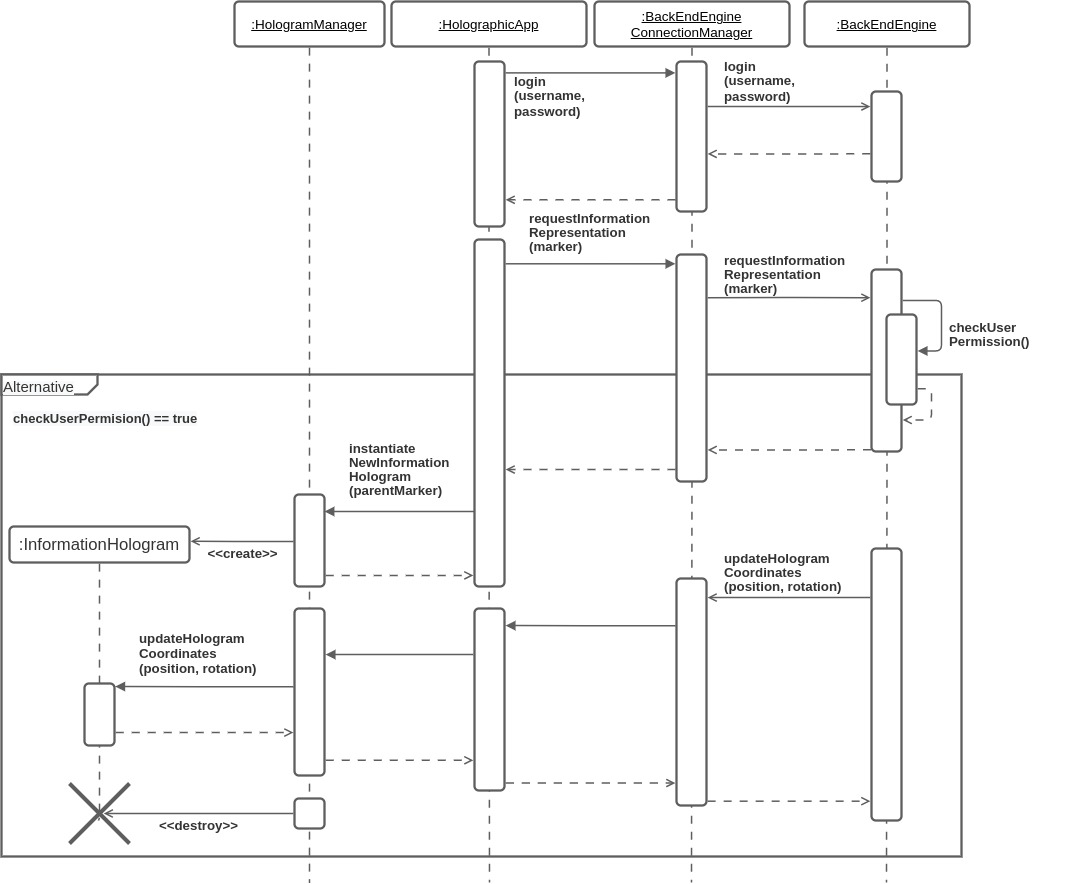 :HologramManager
:HolographicApp
:BackEndEngine
ConnectionManager
:BackEndEngine
login
(username,
password)
login
(username,
password)
requestInformation
Representation
(marker)
requestInformation
Representation
(marker)
checkUser
Permission()
Alternative
checkUserPermision() == true
instantiate
NewInformation
Hologram
(parentMarker)
:InformationHologram
<<create>>
updateHologram
Coordinates
(position, rotation)
updateHologram
Coordinates
(position, rotation)
<<destroy>>